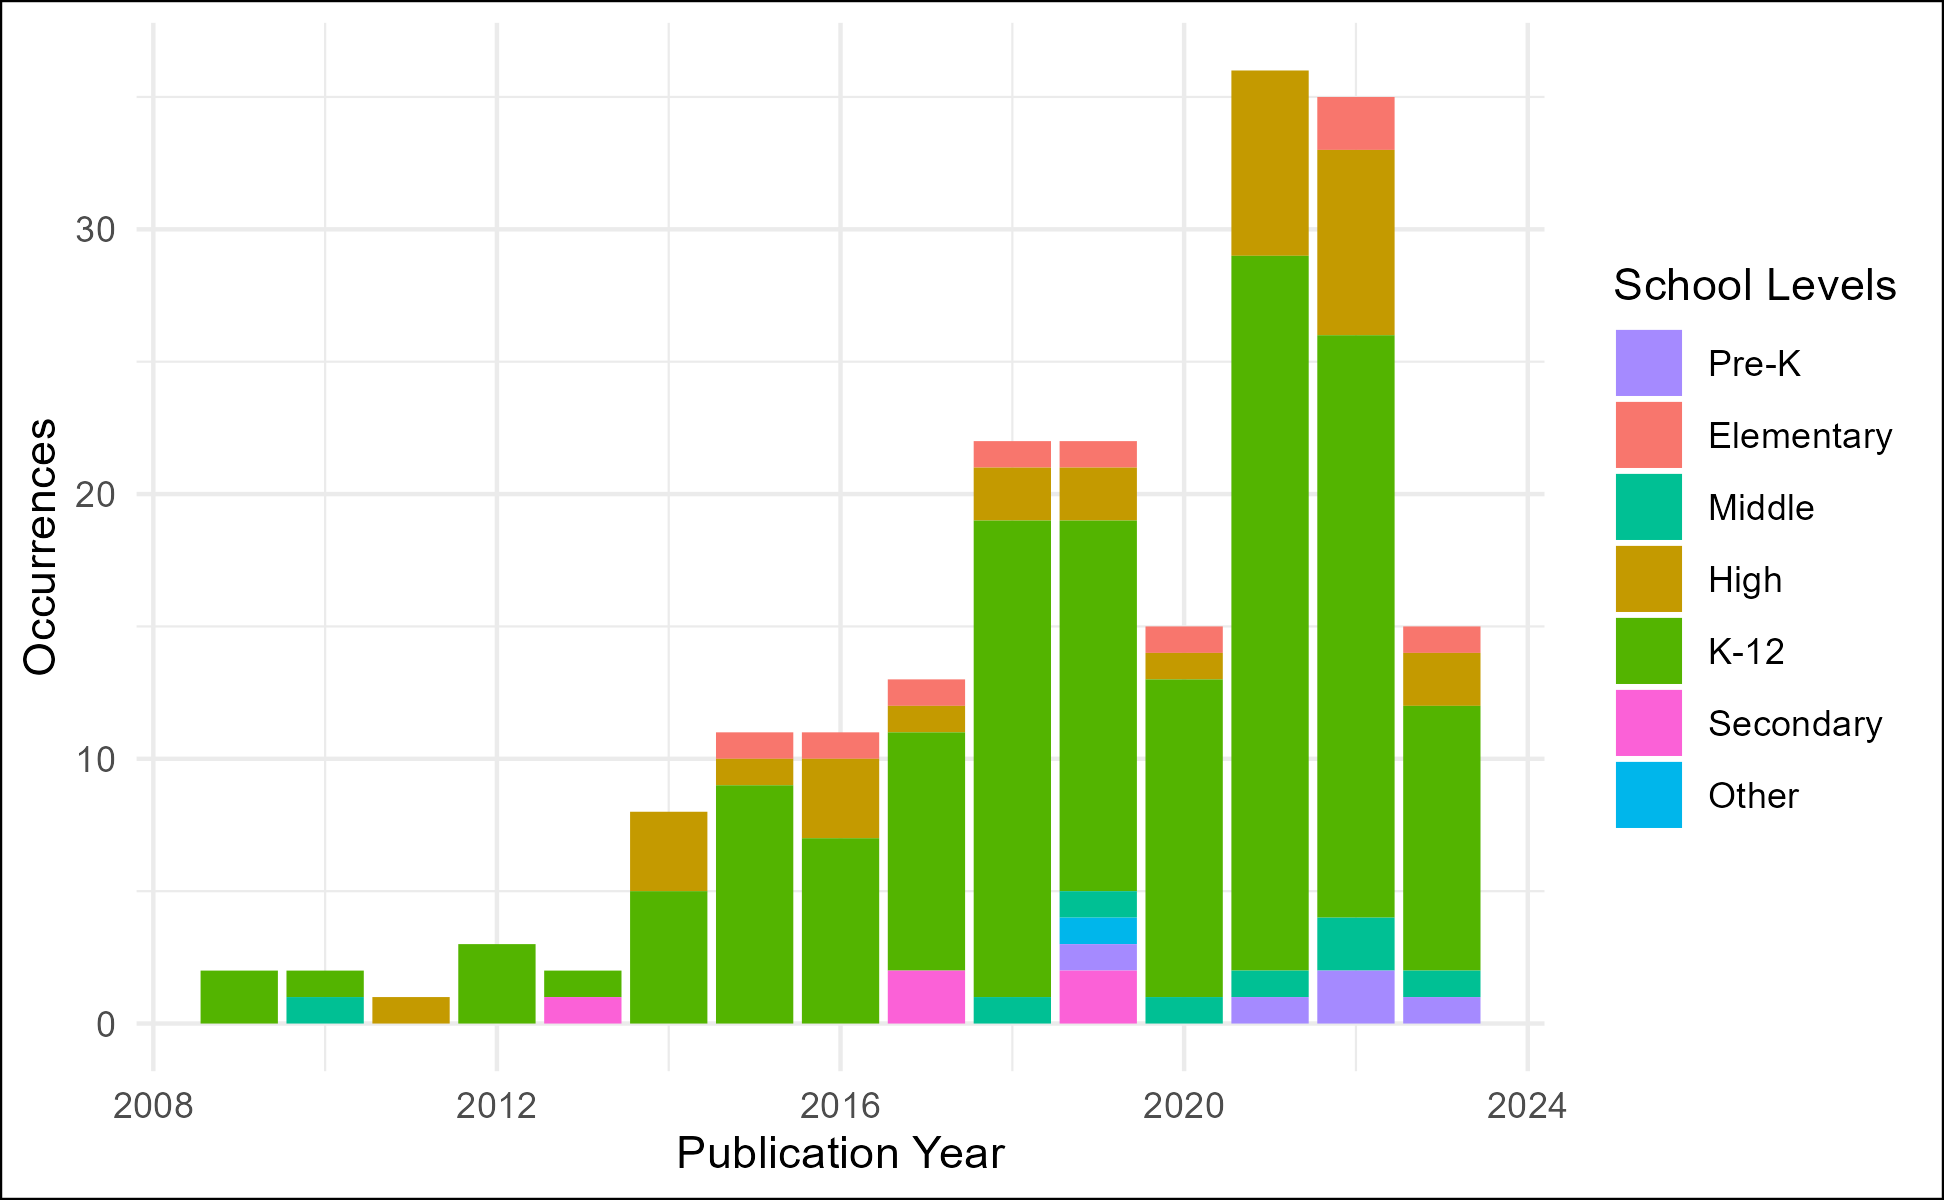 Occurrences
30
20
10
0
2008 2012 2016 2020 2024
Publication Year
School Levels
Pre-K
Elementary
Middle
High
K-12
Secondary
Other